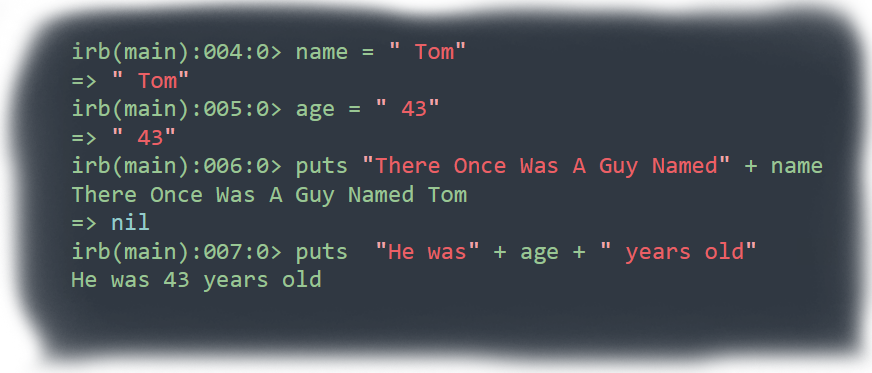 irb(main):004:0> name = " Tom"
=> " Tom"
irb(main):005:0> age = " 43"
=> " 43"
irb(main):006:0> puts "There Once Was A Guy Named" + name
There Once Was A Guy Named Tom
=> nil
irb(main):007:0> puts  "He was" + age + " years old"
He was 43 years old